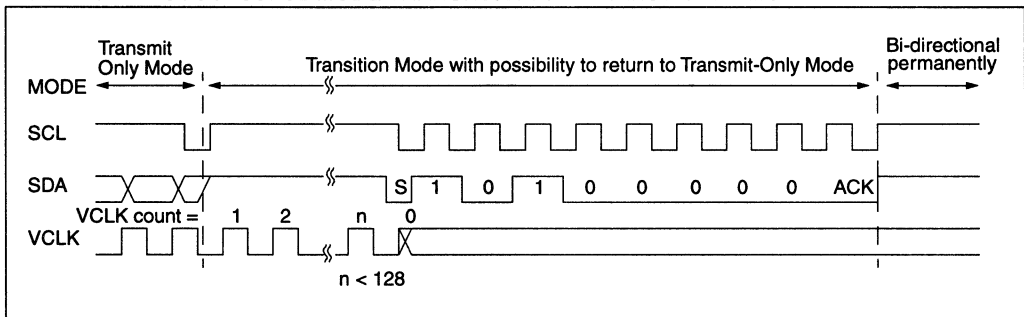 Transmit
Only Mode
Transition Mode with possibility to return to Transmit-Only Mode
Bi-directional
permanently
MODE
SCL
SDA S 1 0 1 0 0 0 0 0 ACK
VCLK count = 1 2 n 0
VCLK
n < 128